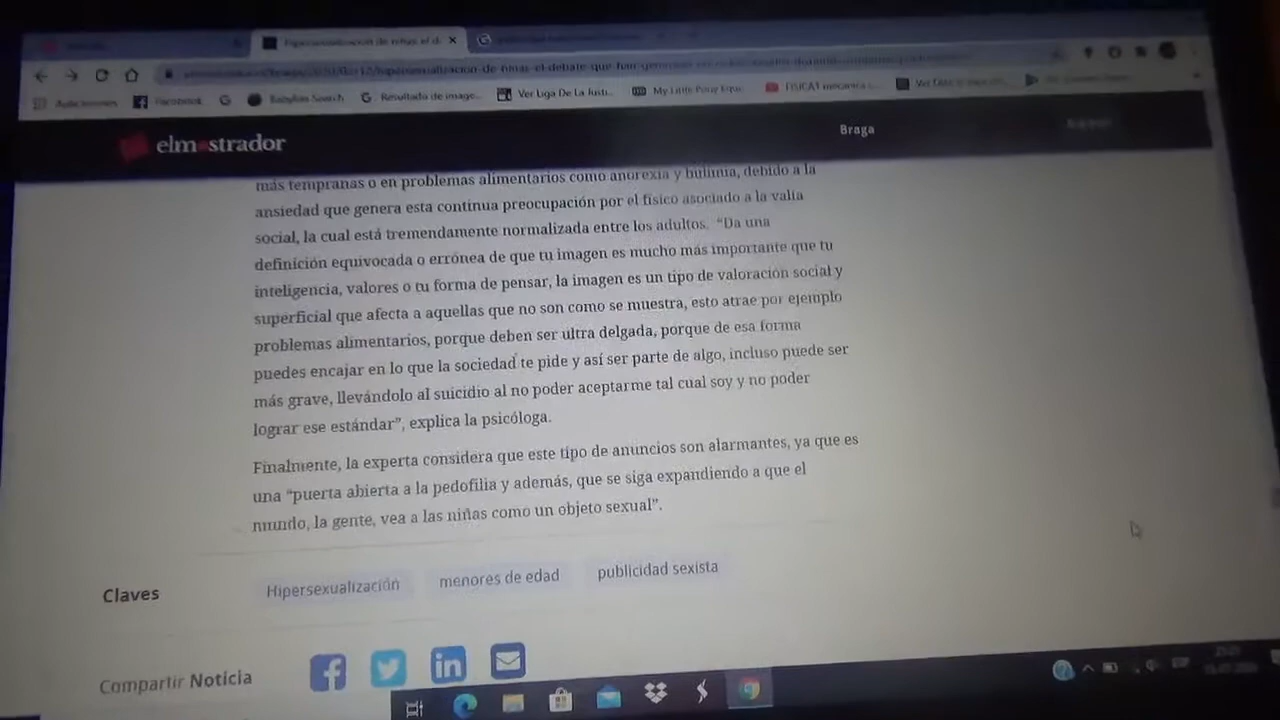 Hipersexualización de niñas: el d
Aplicaciones
Facebook
Babylon Search
Resultado de image...
Ver Liga De La Justi...
My Little Pony Eque...
FISICA1 mecanica
elmostrador
Braga
más tempranas o en problemas alimentarios como anorexia y bulimia, debido a la
ansiedad que genera esta continua preocupación por el físico asociado a la valía
social, la cual está tremendamente normalizada entre los adultos. “Da una
definición equivocada o errónea de que tu imagen es mucho más importante que tu
inteligencia, valores o tu forma de pensar, la imagen es un tipo de valoración social y
superficial que afecta a aquellas que no son como se muestra, esto atrae por ejemplo
problemas alimentarios, porque deben ser ultra delgada, porque de esa forma
puedes encajar en lo que la sociedad te pide y así ser parte de algo, incluso puede ser
más grave, llevándolo al suicidio al no poder aceptarme tal cual soy y no poder
lograr ese estándar”, explica la psicóloga.
Finalmente, la experta considera que este tipo de anuncios son alarmantes, ya que es
una “puerta abierta a la pedofilia y además, que se siga expandiendo a que el
mundo, la gente, vea a las niñas como un objeto sexual”.
Claves
Hipersexualización
menores de edad
publicidad sexista
Compartir Noticia